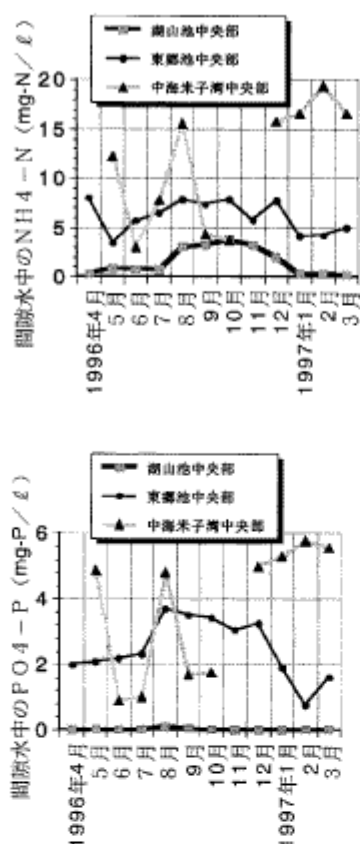 湖山池中央部
東郷池中央部
中海米子湾中央部
間隙水中のNH4-N (mg-N/ℓ)
20
15
10
5
0
1996年4月
5月
6月
7月
8月
9月
10月
11月
12月
1997年1月
2月
3月
湖山池中央部
東郷池中央部
中海米子湾中央部
間隙水中のPO4-P (mg-P/ℓ)
6
4
2
0
1996年4月
5月
6月
7月
8月
9月
10月
11月
12月
1997年1月
2月
3月